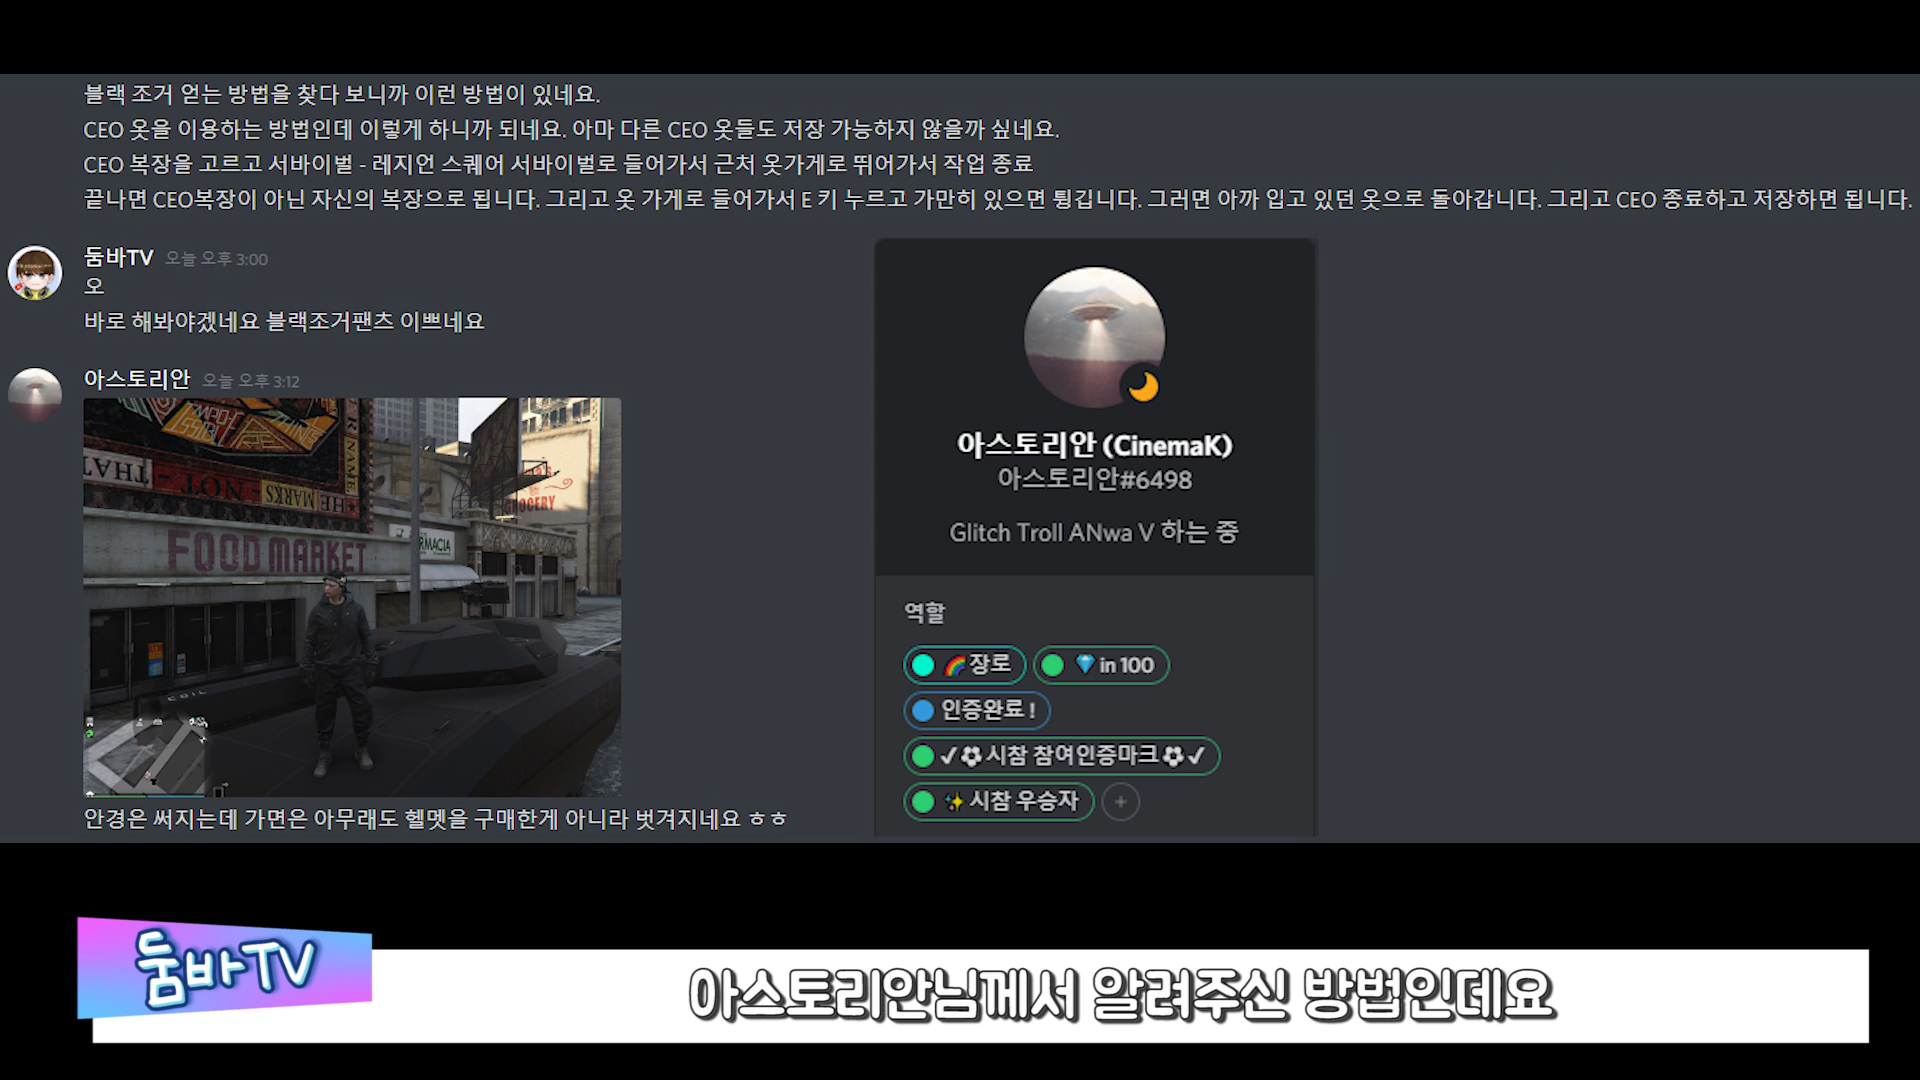 블랙 조거 얻는 방법을 찾다 보니까 이런 방법이 있네요.
CEO 옷을 이용하는 방법인데 이렇게 하니까 되네요. 아마 다른 CEO 옷들도 저장 가능하지 않을까 싶네요.
CEO 복장을 고르고 서바이벌 - 레지언 스퀘어 서바이벌로 들어가서 근처 옷가게로 뛰어가서 작업 종료
끝나면 CEO복장이 아닌 자신의 복장으로 됩니다. 그리고 옷 가게로 들어가서 E 키 누르고 가만히 있으면 튕깁니다. 그러면 아까 입고 있던 옷으로 돌아갑니다. 그리고 CEO 종료하고 저장하면 됩니다.
둠바TV 오늘 오후 3:00
오
바로 해봐야겠네요 블랙조거팬츠 이쁘네요
아스토리안 오늘 오후 3:12
THAT
- NOT -
MARKS
THE
R NAME
GROCERY
FOOD MARKET
RMACIA
안경은 써지는데 가면은 아무래도 헬멧을 구매한게 아니라 벗겨지네요 ㅎㅎ
아스토리안 (CinemaK)
아스토리안#6498
Glitch Troll ANwa V 하는 중
역할
🌈장로
💎in 100
인증완료 !
✓⚽시참 참여인증마크⚽✓
✨시참 우승자
+
둠바TV
아스토리안님께서 알려주신 방법인데요